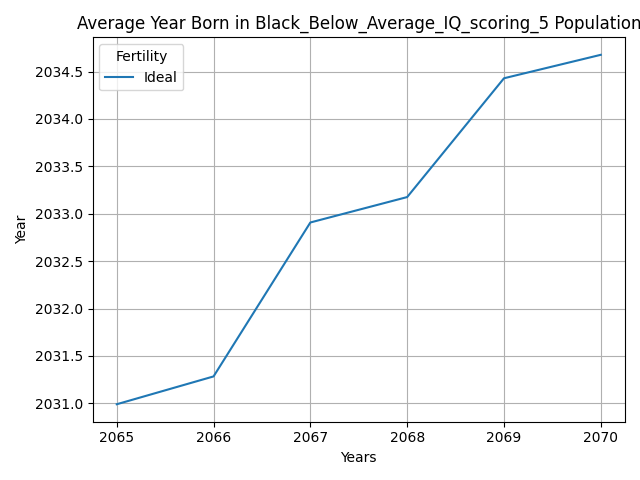 Average Year Born in Black_Below_Average_IQ_scoring_5 Population
Fertility
Ideal
2034.5
2034.0
2033.5
2033.0
2032.5
2032.0
2031.5
2031.0
Year
2065 2066 2067 2068 2069 2070
Years